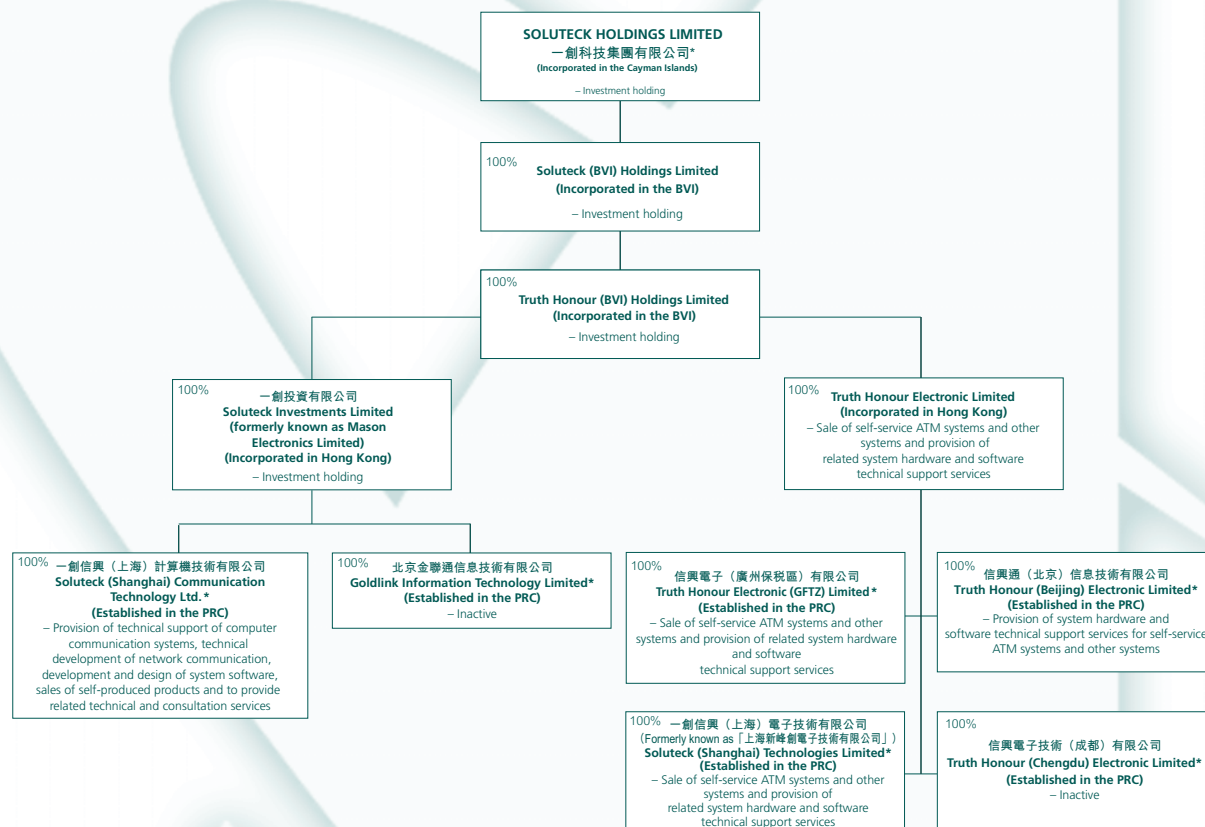 SOLUTECK HOLDINGS LIMITED
一創科技集團有限公司*
(Incorporated in the Cayman Islands)
– Investment holding
100%
Soluteck (BVI) Holdings Limited
(Incorporated in the BVI)
– Investment holding
100%
Truth Honour (BVI) Holdings Limited
(Incorporated in the BVI)
– Investment holding
100%
一創投資有限公司
Soluteck Investments Limited
(formerly known as Mason
Electronics Limited)
(Incorporated in Hong Kong)
– Investment holding
100%
Truth Honour Electronic Limited
(Incorporated in Hong Kong)
– Sale of self-service ATM systems and other
systems and provision of
related system hardware and software
technical support services
100%
一創信興（上海）計算機技術有限公司
Soluteck (Shanghai) Communication
Technology Ltd. *
(Established in the PRC)
– Provision of technical support of computer
communication systems, technical
development of network communication,
development and design of system software,
sales of self-produced products and to provide
related technical and consultation services
100%
北京金聯通信息技術有限公司
Goldlink Information Technology Limited*
(Established in the PRC)
– Inactive
100%
信興電子（廣州保税區）有限公司
Truth Honour Electronic (GFTZ) Limited*
(Established in the PRC)
– Sale of self-service ATM systems and other
systems and provision of related system hardware
and software
technical support services
100%
信興通（北京）信息技術有限公司
Truth Honour (Beijing) Electronic Limited*
(Established in the PRC)
– Provision of system hardware and
software technical support services for self-service
ATM systems and other systems
100%
一創信興（上海）電子技術有限公司
（Formerly known as「上海新峰創電子技術有限公司」）
Soluteck (Shanghai) Technologies Limited*
(Established in the PRC)
– Sale of self-service ATM systems and other
systems and provision of
related system hardware and software
technical support services
100%
信興電子技術（成都）有限公司
Truth Honour (Chengdu) Electronic Limited*
(Established in the PRC)
– Inactive